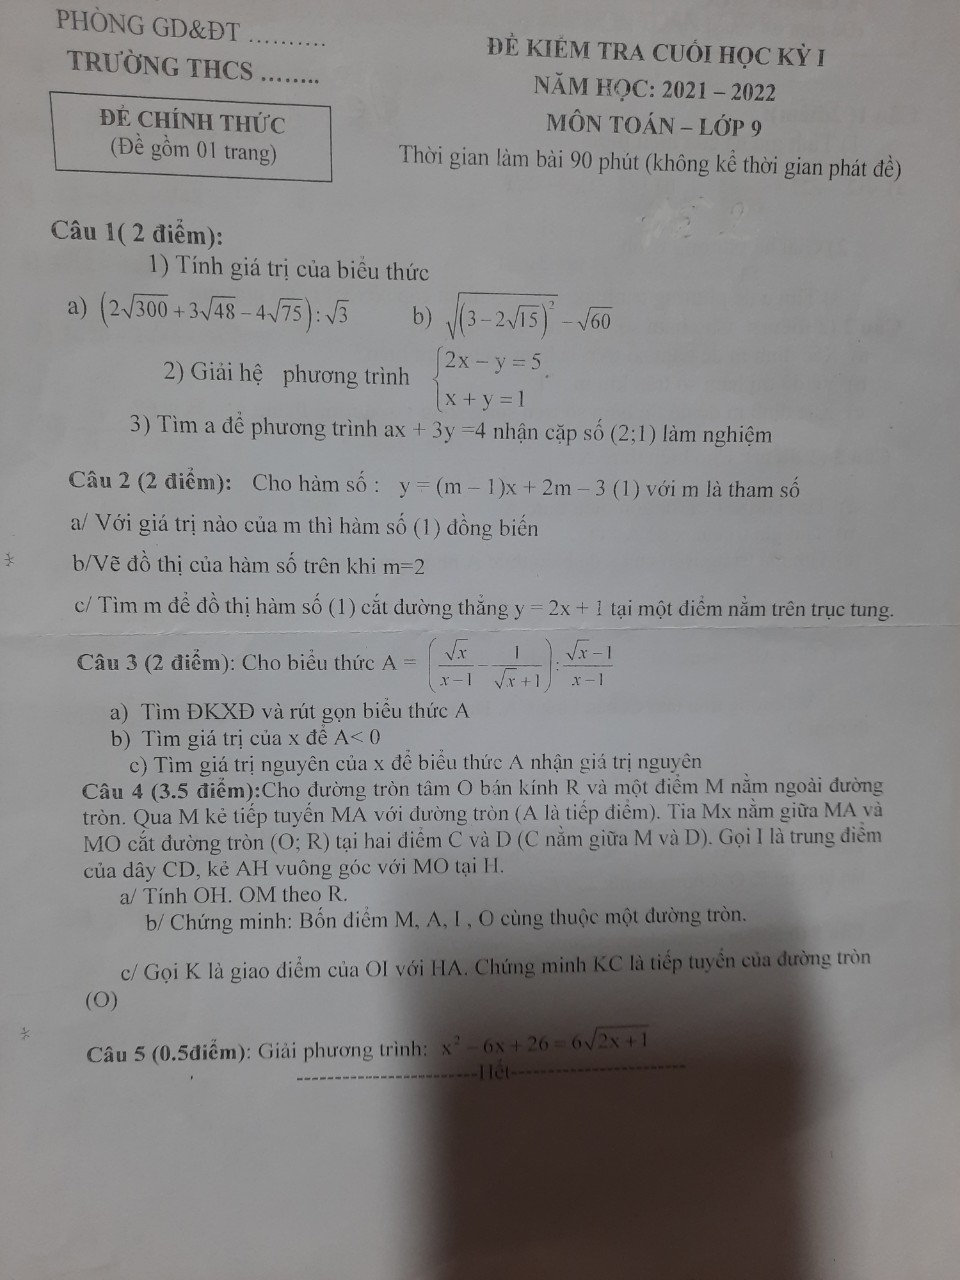 PHÒNG GD&ĐT ..........
TRƯỜNG THCS ........
ĐỀ CHÍNH THỨC
(Đề gồm 01 trang)
ĐỀ KIỂM TRA CUỐI HỌC KỲ I
NĂM HỌC: 2021 – 2022
MÔN TOÁN – LỚP 9
Thời gian làm bài 90 phút (không kể thời gian phát đề)
Câu 1( 2 điểm):
1) Tính giá trị của biểu thức
a) (2√300 + 3√48 – 4√75) : √3 b) √((3 – 2√15)²) – √60
2) Giải hệ phương trình { 2x – y = 5 ; x + y = 1 .
3) Tìm a để phương trình ax + 3y =4 nhận cặp số (2;1) làm nghiệm
Câu 2 (2 điểm): Cho hàm số : y = (m – 1)x + 2m – 3 (1) với m là tham số
a/ Với giá trị nào của m thì hàm số (1) đồng biến
b/Vẽ đồ thị của hàm số trên khi m=2
c/ Tìm m để đồ thị hàm số (1) cắt đường thẳng y = 2x + 1 tại một điểm nằm trên trục tung.
Câu 3 (2 điểm): Cho biểu thức A = (√x/(x–1) – 1/(√x+1)) : (√x–1)/(x–1)
a) Tìm ĐKXĐ và rút gọn biểu thức A
b) Tìm giá trị của x để A< 0
c) Tìm giá trị nguyên của x để biểu thức A nhận giá trị nguyên
Câu 4 (3.5 điểm):Cho đường tròn tâm O bán kính R và một điểm M nằm ngoài đường
tròn. Qua M kẻ tiếp tuyến MA với đường tròn (A là tiếp điểm). Tia Mx nằm giữa MA và
MO cắt đường tròn (O; R) tại hai điểm C và D (C nằm giữa M và D). Gọi I là trung điểm
của dây CD, kẻ AH vuông góc với MO tại H.
a/ Tính OH. OM theo R.
b/ Chứng minh: Bốn điểm M, A, I , O cùng thuộc một đường tròn.
c/ Gọi K là giao điểm của OI với HA. Chứng minh KC là tiếp tuyến của đường tròn
(O)
Câu 5 (0.5điểm): Giải phương trình: x² – 6x + 26 = 6√(2x + 1)
-------------------------Hết------------------------